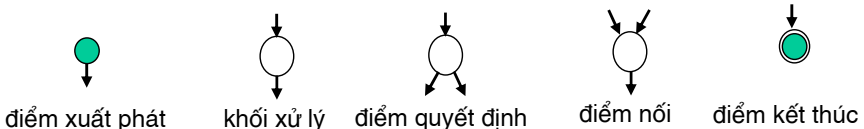 điểm xuất phát khối xử lý điểm quyết định điểm nối điểm kết thúc